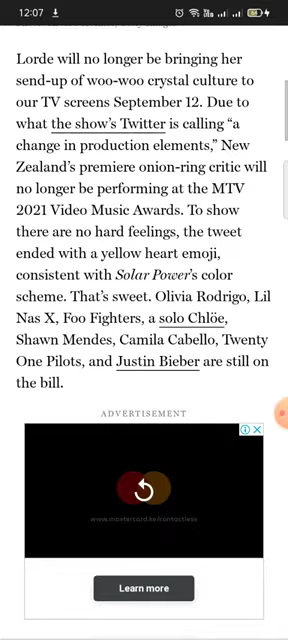 12:07
Lorde will no longer be bringing her
send-up of woo-woo crystal culture to
our TV screens September 12. Due to
what the show's Twitter is calling “a
change in production elements,” New
Zealand's premiere onion-ring critic will
no longer be performing at the MTV
2021 Video Music Awards. To show
there are no hard feelings, the tweet
ended with a yellow heart emoji,
consistent with Solar Power's color
scheme. That's sweet. Olivia Rodrigo, Lil
Nas X, Foo Fighters, a solo Chlöe,
Shawn Mendes, Camila Cabello, Twenty
One Pilots, and Justin Bieber are still on
the bill.
ADVERTISEMENT
www.mastercard.ke/contactless
Learn more